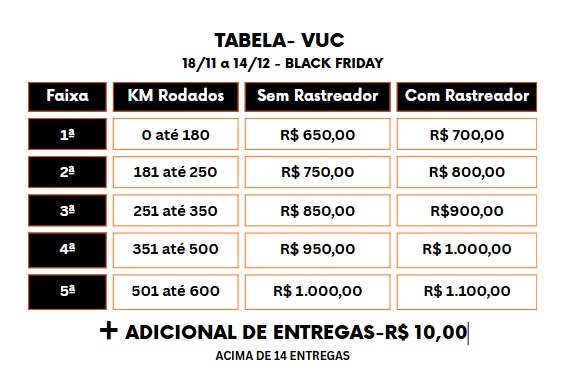 TABELA- VUC
18/11 a 14/12 - BLACK FRIDAY
Faixa KM Rodados Sem Rastreador Com Rastreador
1ª 0 até 180 R$ 650,00 R$ 700,00
2ª 181 até 250 R$ 750,00 R$ 800,00
3ª 251 até 350 R$ 850,00 R$900,00
4ª 351 até 500 R$ 950,00 R$ 1.000,00
5ª 501 até 600 R$ 1.000,00 R$ 1.100,00
+ ADICIONAL DE ENTREGAS-R$ 10,00
ACIMA DE 14 ENTREGAS